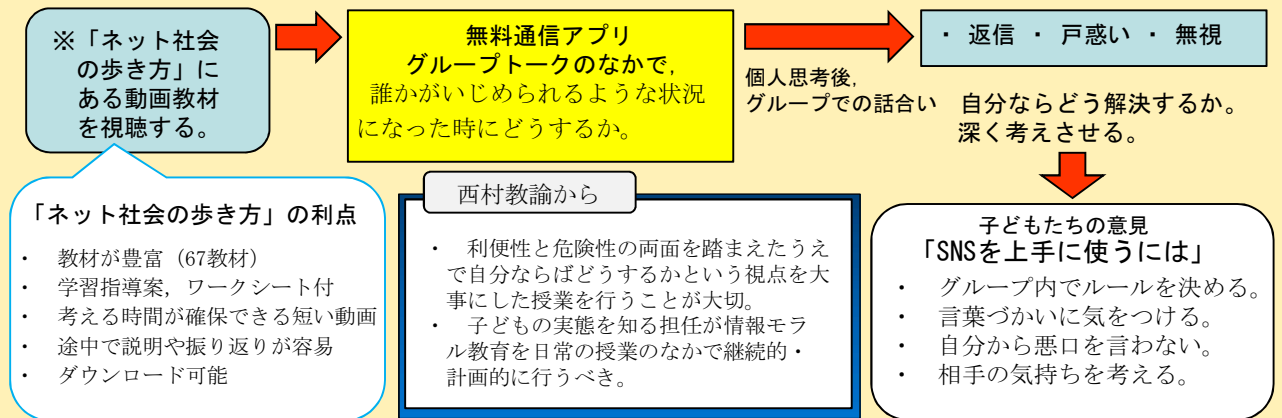 ※「ネット社会
の歩き方」に
ある動画教材
を視聴する。
無料通信アプリ
グループトークのなかで,
誰かがいじめられるような状況
になった時にどうするか。
個人思考後,
グループでの話合い
・ 返信 ・ 戸惑い ・ 無視
自分ならどう解決するか。
深く考えさせる。
「ネット社会の歩き方」の利点
・ 教材が豊富（67教材）
・ 学習指導案, ワークシート付
・ 考える時間が確保できる短い動画
・ 途中で説明や振り返りが容易
・ ダウンロード可能
西村教諭から
・ 利便性と危険性の両面を踏まえたうえ
で自分ならばどうするかという視点を大
事にした授業を行うことが大切。
・ 子どもの実態を知る担任が情報モラ
ル教育を日常の授業のなかで継続的・
計画的に行うべき。
子どもたちの意見
「SNSを上手に使うには」
・ グループ内でルールを決める。
・ 言葉づかいに気をつける。
・ 自分から悪口を言わない。
・ 相手の気持ちを考える。